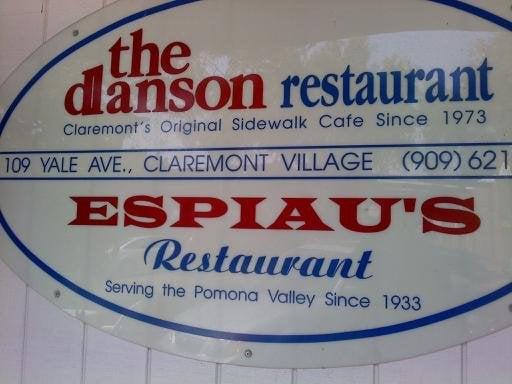 the
danson restaurant
Claremont's Original Sidewalk Cafe Since 1973
109 YALE AVE., CLAREMONT VILLAGE (909) 621
ESPIAU'S
Restaurant
Serving the Pomona Valley Since 1933